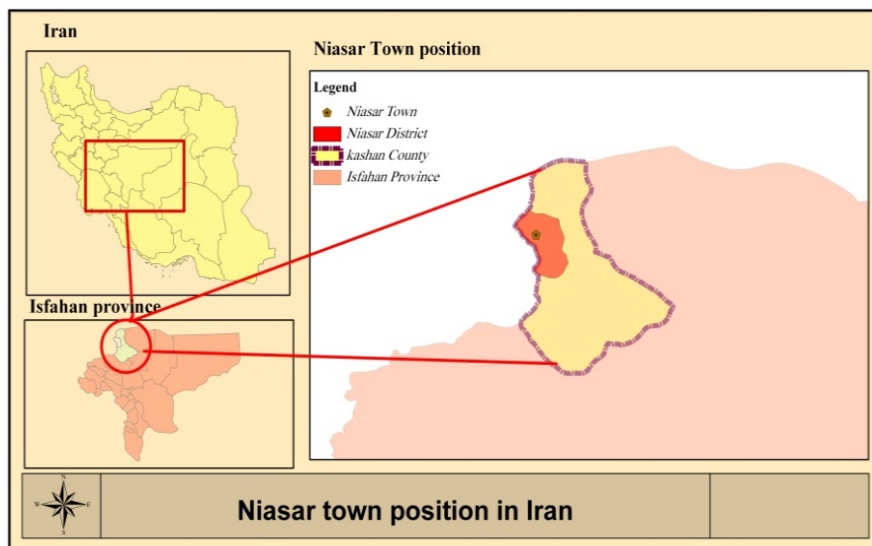 Iran
Niasar Town position
Legend
Niasar Town
Niasar District
kashan County
Isfahan Province
Isfahan province
N
W
E
S
Niasar town position in Iran